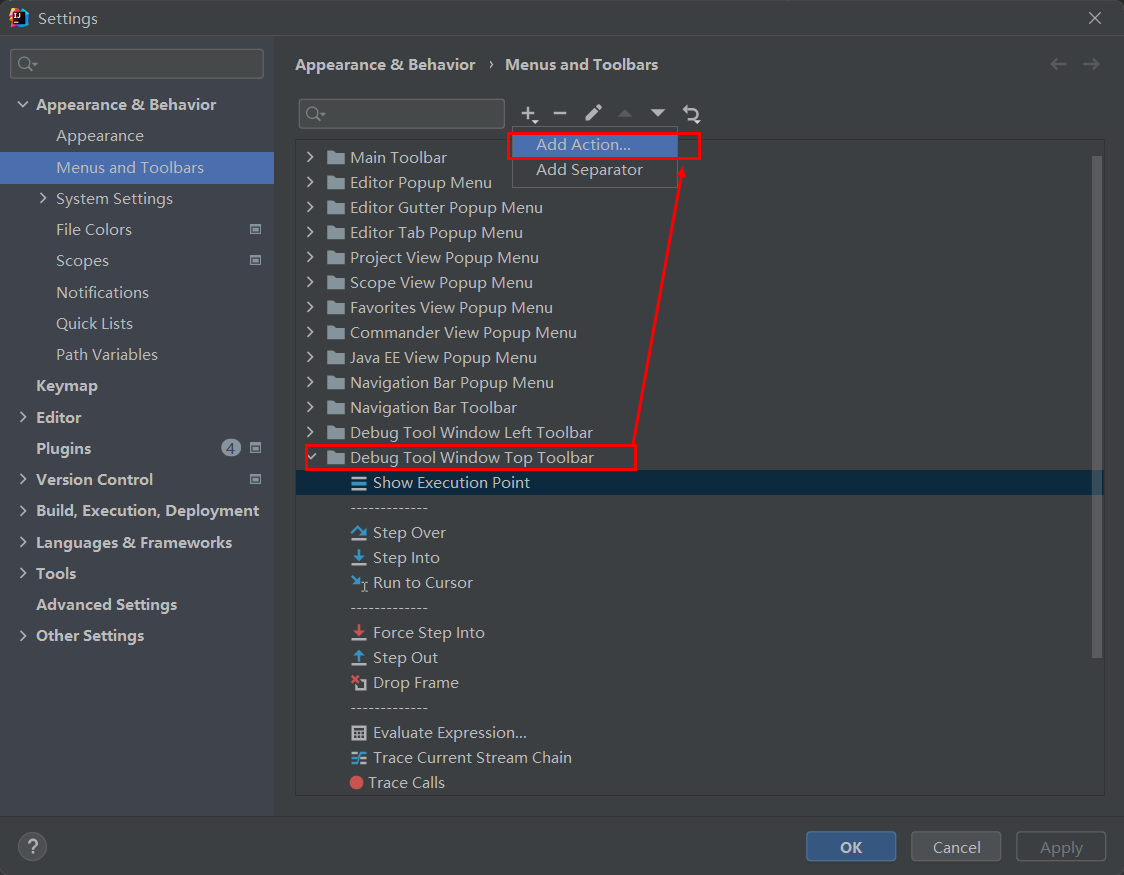 Settings
Appearance & Behavior
Appearance
Menus and Toolbars
System Settings
File Colors
Scopes
Notifications
Quick Lists
Path Variables
Keymap
Editor
Plugins 4
Version Control
Build, Execution, Deployment
Languages & Frameworks
Tools
Advanced Settings
Other Settings
Appearance & Behavior › Menus and Toolbars
Add Action...
Add Separator
Main Toolbar
Editor Popup Menu
Editor Gutter Popup Menu
Editor Tab Popup Menu
Project View Popup Menu
Scope View Popup Menu
Favorites View Popup Menu
Commander View Popup Menu
Java EE View Popup Menu
Navigation Bar Popup Menu
Navigation Bar Toolbar
Debug Tool Window Left Toolbar
Debug Tool Window Top Toolbar
Show Execution Point
-------------
Step Over
Step Into
Run to Cursor
-------------
Force Step Into
Step Out
Drop Frame
-------------
Evaluate Expression...
Trace Current Stream Chain
Trace Calls
?
OK
Cancel
Apply